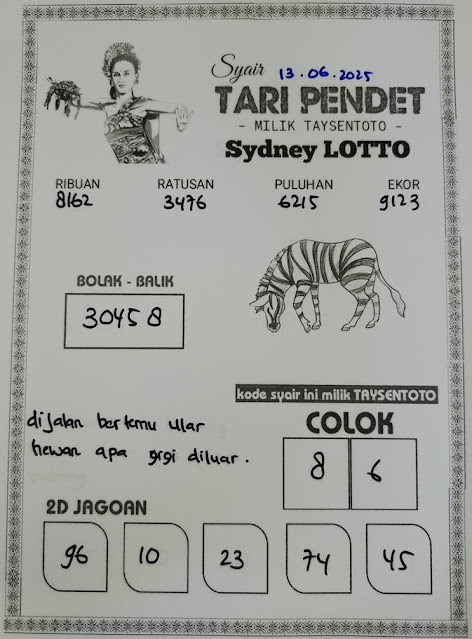 Syair 13.06.2025
TARI PENDET
- MILIK TAYSENTOTO -
Sydney LOTTO
RIBUAN RATUSAN PULUHAN EKOR
8162 3476 6215 9123
BOLAK - BALIK
30458
kode syair ini milik TAYSENTOTO
diJalan bertemu ular
hewan apa grgi diluar.
COLOK
8 6
2D JAGOAN
96 10 23 74 45